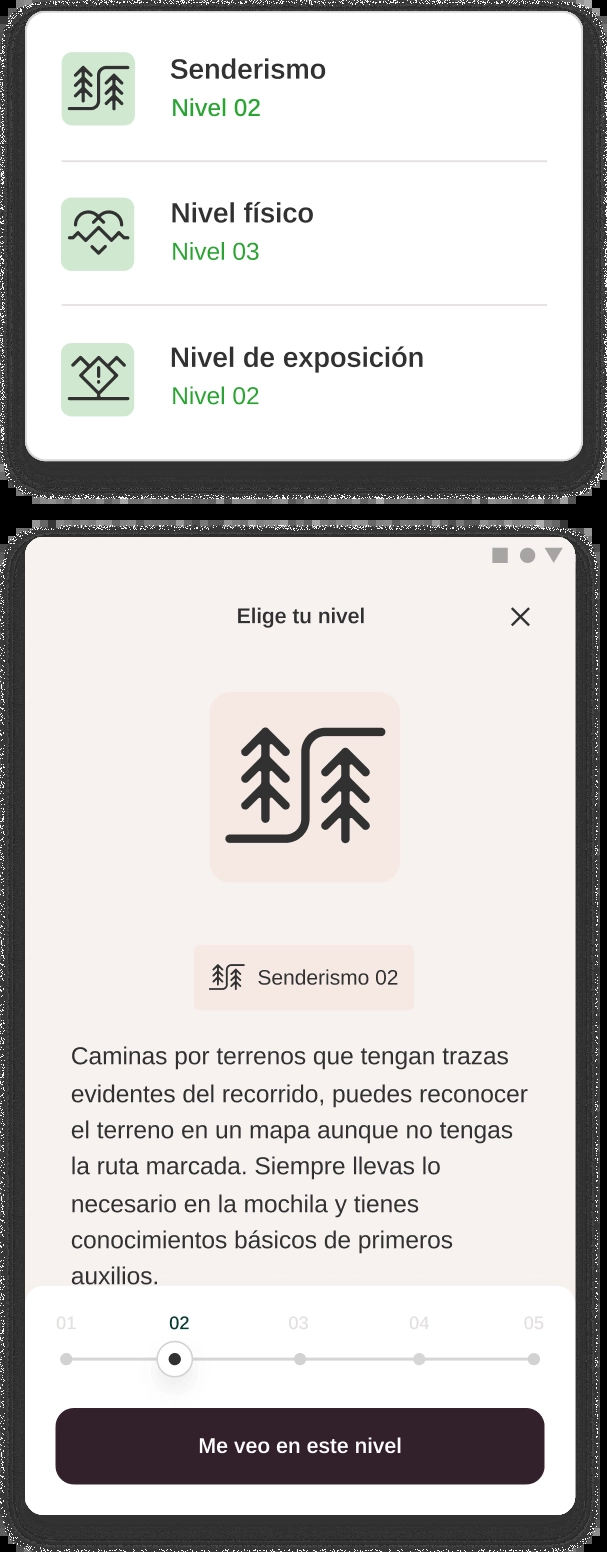 Senderismo
Nivel 02
Nivel físico
Nivel 03
Nivel de exposición
Nivel 02
Elige tu nivel
Senderismo 02
Caminas por terrenos que tengan trazas
evidentes del recorrido, puedes reconocer
el terreno en un mapa aunque no tengas
la ruta marcada. Siempre llevas lo
necesario en la mochila y tienes
conocimientos básicos de primeros
auxilios.
01 02 03 04 05
Me veo en este nivel